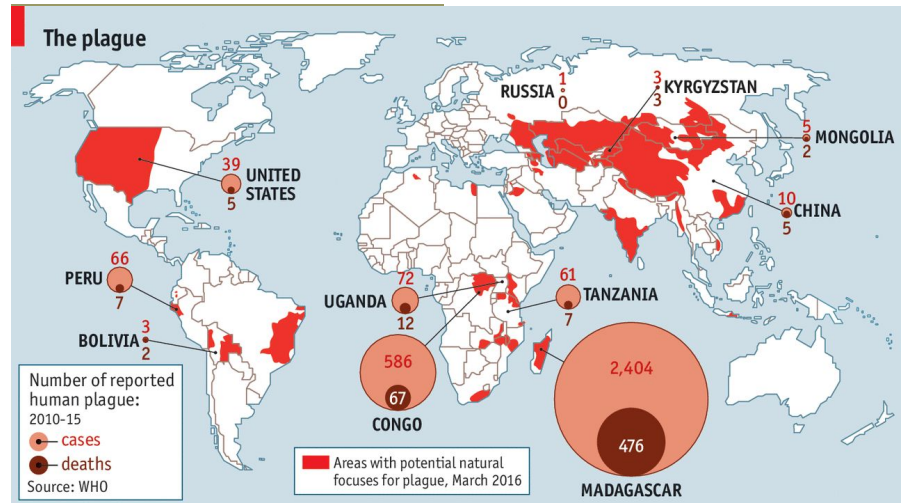 The plague
RUSSIA
1
0
3
3
KYRGYZSTAN
5
2
MONGOLIA
39
5
UNITED
STATES
10
5
CHINA
PERU
66
7
UGANDA
72
12
61
7
TANZANIA
BOLIVIA
3
2
586
67
CONGO
2,404
476
MADAGASCAR
Number of reported
human plague:
2010-15
cases
deaths
Source: WHO
Areas with potential natural
focuses for plague, March 2016